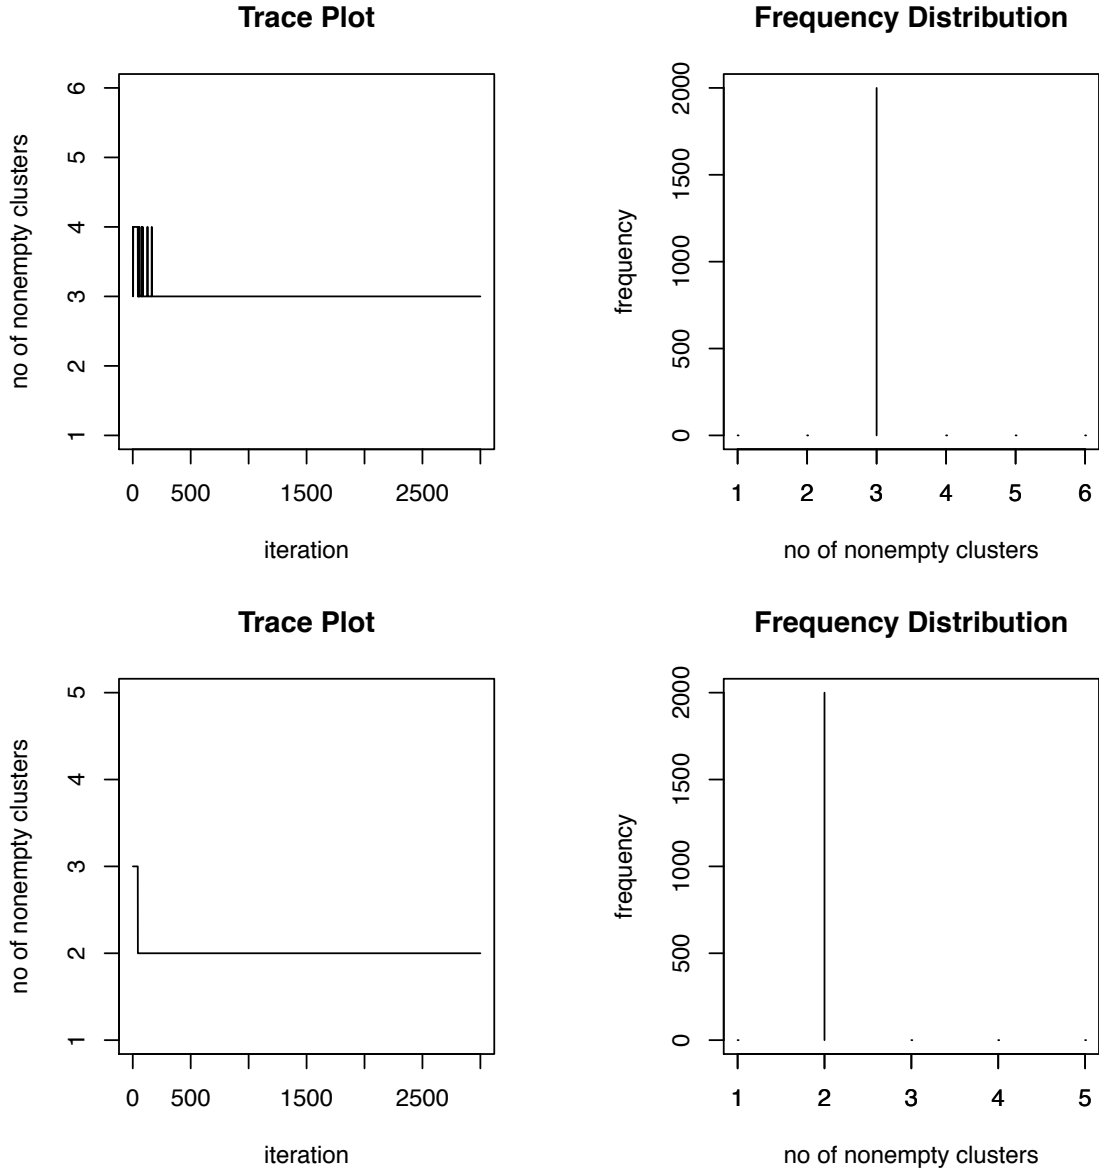 Trace Plot
no of nonempty clusters
6
5
4
3
2
1
0 500 1500 2500
iteration
Frequency Distribution
frequency
2000
1500
1000
500
0
1 2 3 4 5 6
no of nonempty clusters
Trace Plot
no of nonempty clusters
5
4
3
2
1
0 500 1500 2500
iteration
Frequency Distribution
frequency
2000
1500
1000
500
0
1 2 3 4 5
no of nonempty clusters